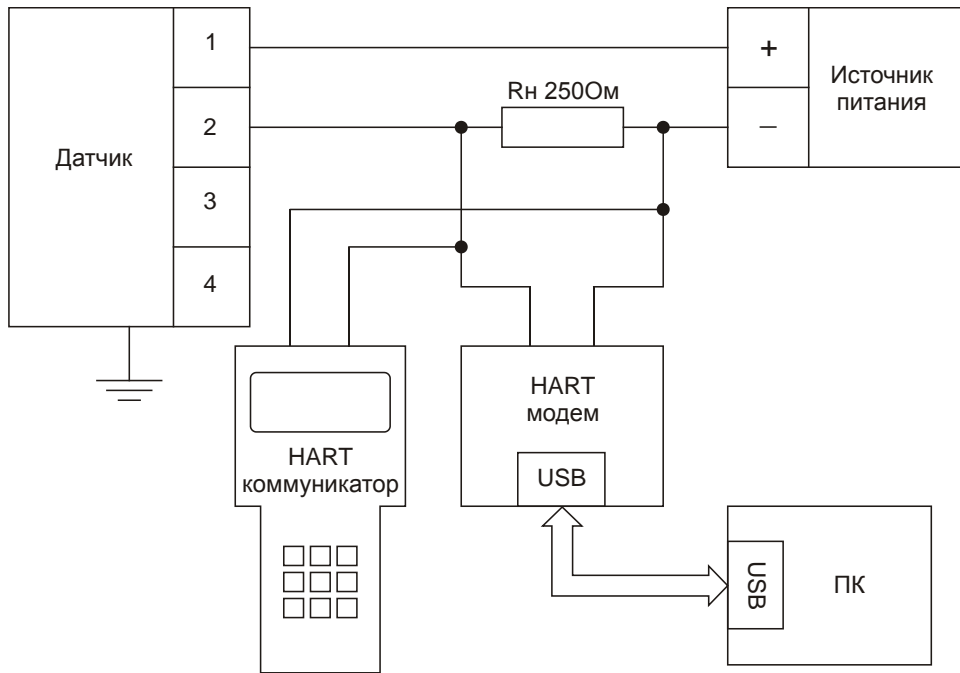 Датчик
1
2
3
4
Rн 250Ом
+
−
Источник
питания
HART
коммуникатор
HART
модем
USB
USB
ПК